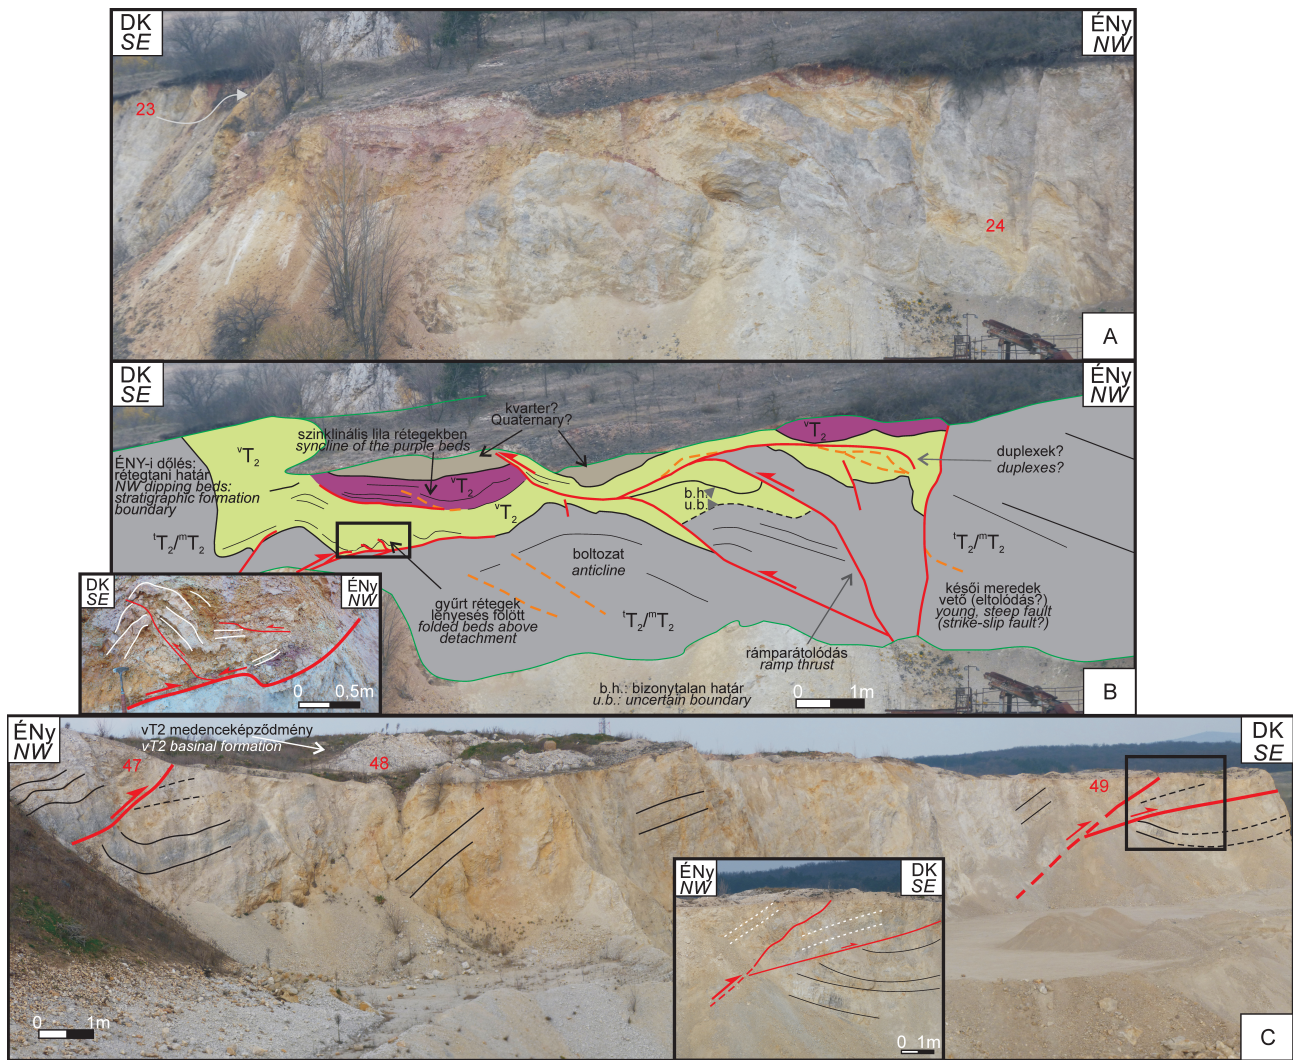 DK
SE
ÉNy
NW
23
24
A
DK
SE
ÉNy
NW
kvarter?
Quaternary?
szinklinális lila rétegekben
syncline of the purple beds
vT2
vT2
duplexek?
duplexes?
ÉNY-i dőlés:
rétegtani határ
NW dipping beds:
stratigraphic formation
boundary
vT2
vT2
b.h.
u.b.
tT2/mT2
boltozat
anticline
tT2/mT2
késői meredek
vető (eltolódás?)
young, steep fault
(strike-slip fault?)
gyűrt rétegek
lenyesés fölött
folded beds above
detachment
tT2/mT2
rámparátolódás
ramp thrust
b.h.: bizonytalan határ
u.b.: uncertain boundary
0 1m
B
DK
SE
ÉNy
NW
0 0,5m
ÉNy
NW
vT2 medenceképződmény
vT2 basinal formation
DK
SE
47
48
49
ÉNy
NW
DK
SE
0 1m
0 1m
C